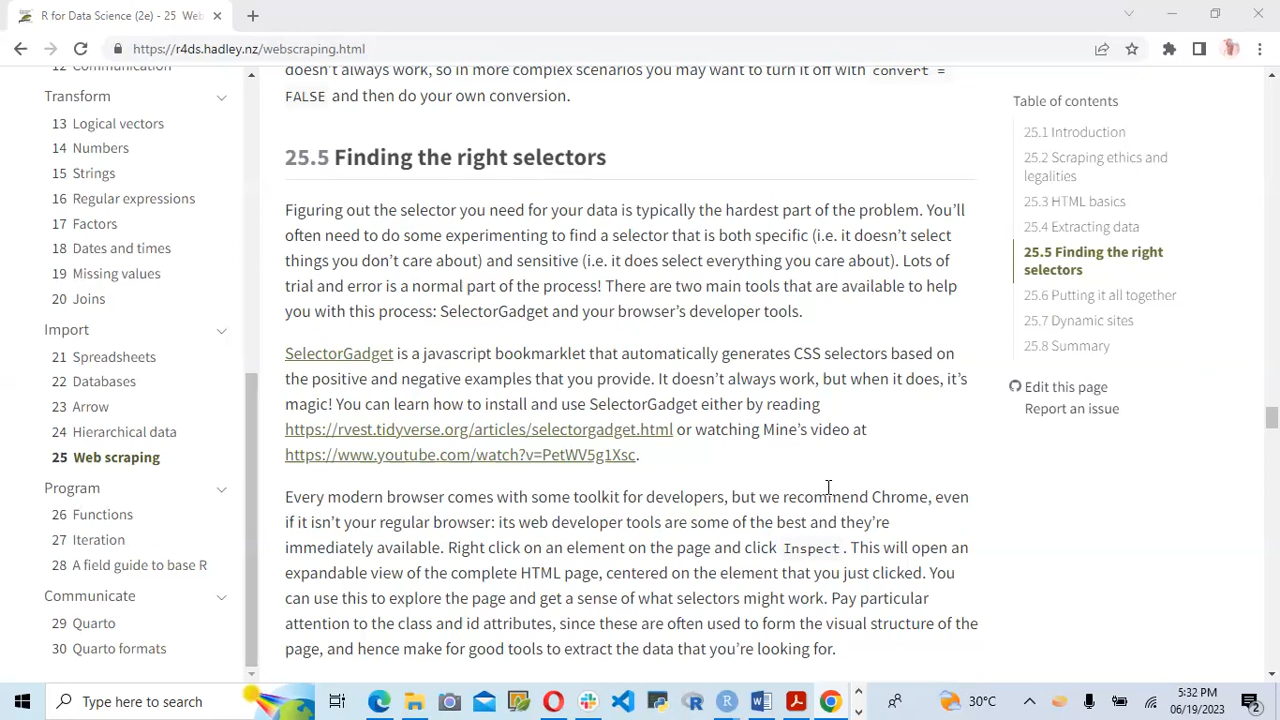 R for Data Science (2e) - 25 Web
https://r4ds.hadley.nz/webscraping.html
12 Communication
Transform
13 Logical vectors
14 Numbers
15 Strings
16 Regular expressions
17 Factors
18 Dates and times
19 Missing values
20 Joins
Import
21 Spreadsheets
22 Databases
23 Arrow
24 Hierarchical data
25 Web scraping
Program
26 Functions
27 Iteration
28 A field guide to base R
Communicate
29 Quarto
30 Quarto formats
doesn't always work, so in more complex scenarios you may want to turn it off with convert =
FALSE and then do your own conversion.
25.5 Finding the right selectors
Figuring out the selector you need for your data is typically the hardest part of the problem. You'll
often need to do some experimenting to find a selector that is both specific (i.e. it doesn't select
things you don't care about) and sensitive (i.e. it does select everything you care about). Lots of
trial and error is a normal part of the process! There are two main tools that are available to help
you with this process: SelectorGadget and your browser's developer tools.
SelectorGadget is a javascript bookmarklet that automatically generates CSS selectors based on
the positive and negative examples that you provide. It doesn't always work, but when it does, it's
magic! You can learn how to install and use SelectorGadget either by reading
https://rvest.tidyverse.org/articles/selectorgadget.html or watching Mine's video at
https://www.youtube.com/watch?v=PetWV5g1Xsc.
Every modern browser comes with some toolkit for developers, but we recommend Chrome, even
if it isn't your regular browser: its web developer tools are some of the best and they're
immediately available. Right click on an element on the page and click Inspect. This will open an
expandable view of the complete HTML page, centered on the element that you just clicked. You
can use this to explore the page and get a sense of what selectors might work. Pay particular
attention to the class and id attributes, since these are often used to form the visual structure of the
page, and hence make for good tools to extract the data that you're looking for.
Table of contents
25.1 Introduction
25.2 Scraping ethics and
legalities
25.3 HTML basics
25.4 Extracting data
25.5 Finding the right
selectors
25.6 Putting it all together
25.7 Dynamic sites
25.8 Summary
Edit this page
Report an issue
Type here to search
30°C
5:32 PM
06/19/2023
2